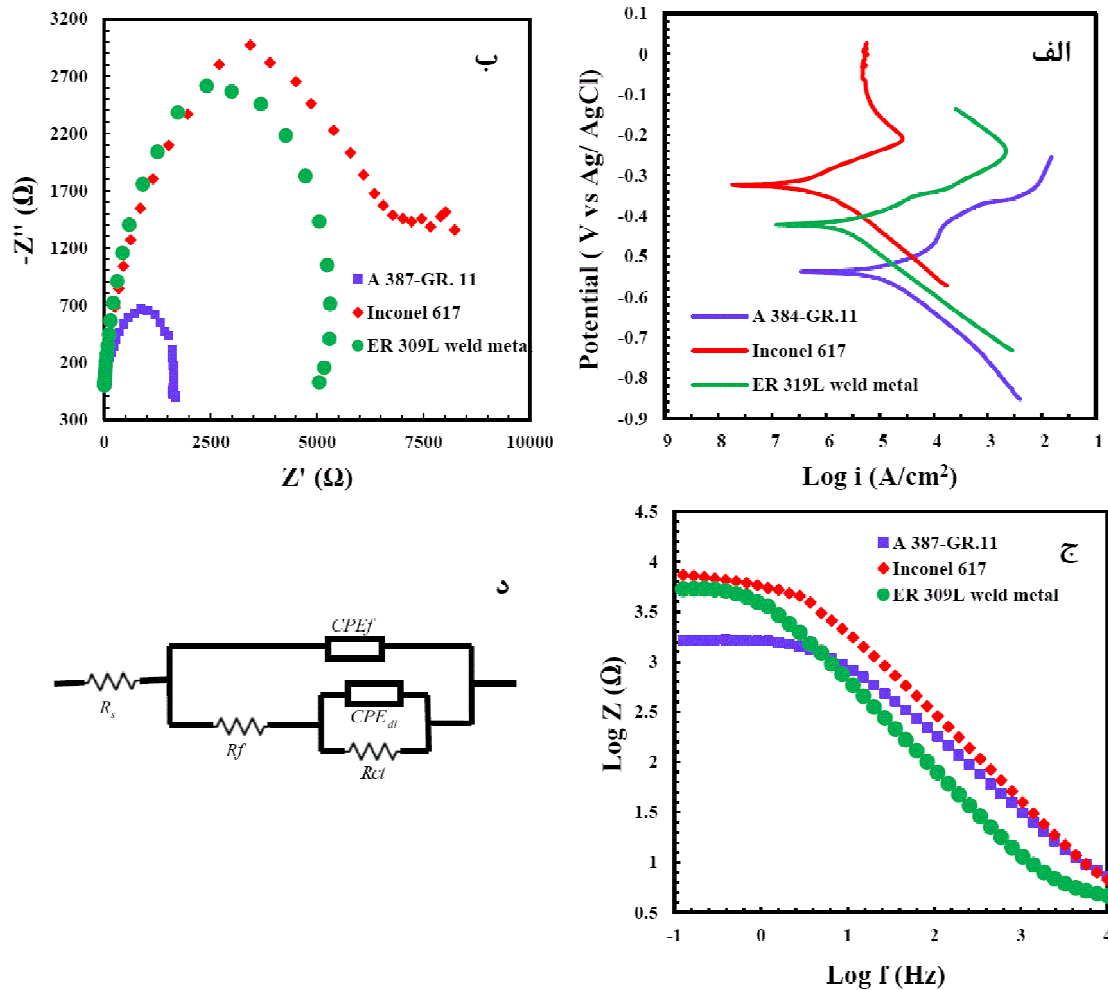 ب
3200
2700
2200
1700
1200
700
200
300
-Z'' (Ω)
A 387-GR. 11
Inconel 617
ER 309L weld metal
0
2500
5000
7500
10000
Z' (Ω)
الف
0.1
0
-0.1
-0.2
-0.3
-0.4
-0.5
-0.6
-0.7
-0.8
-0.9
Potential ( V vs Ag/ AgCl)
A 384-GR.11
Inconel 617
ER 319L weld metal
9
8
7
6
5
4
3
2
1
Log i (A/cm²)
د
CPEf
Rs
CPEdl
Rf
Rct
ج
4.5
4
3.5
3
2.5
2
1.5
1
0.5
Log Z (Ω)
A 387-GR.11
Inconel 617
ER 309L weld metal
-1
0
1
2
3
4
Log f (Hz)